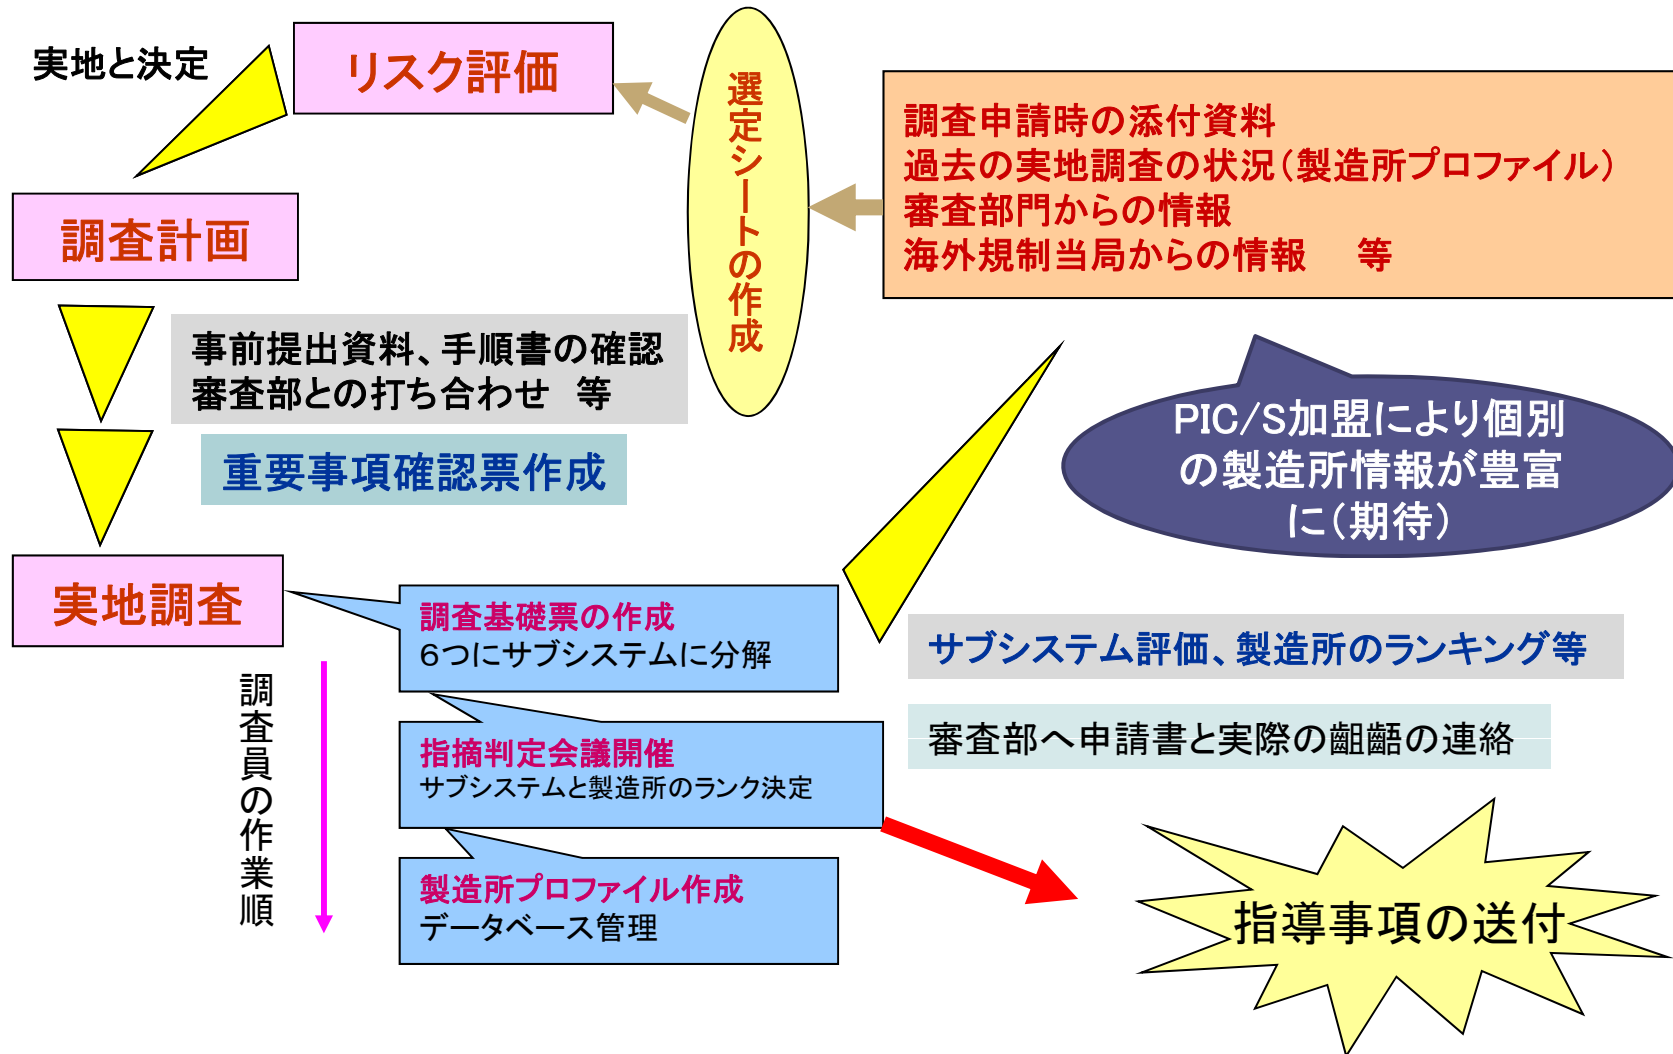 実地と決定
リスク評価
選定シートの作成
調査申請時の添付資料
過去の実地調査の状況（製造所プロファイル）
審査部門からの情報
海外規制当局からの情報　等
調査計画
事前提出資料、手順書の確認
審査部との打ち合わせ　等
重要事項確認票作成
PIC/S加盟により個別
の製造所情報が豊富
に（期待）
実地調査
調査員の作業順
調査基礎票の作成
６つにサブシステムに分解
指摘判定会議開催
サブシステムと製造所のランク決定
製造所プロファイル作成
データベース管理
サブシステム評価、製造所のランキング等
審査部へ申請書と実際の齟齬の連絡
指導事項の送付